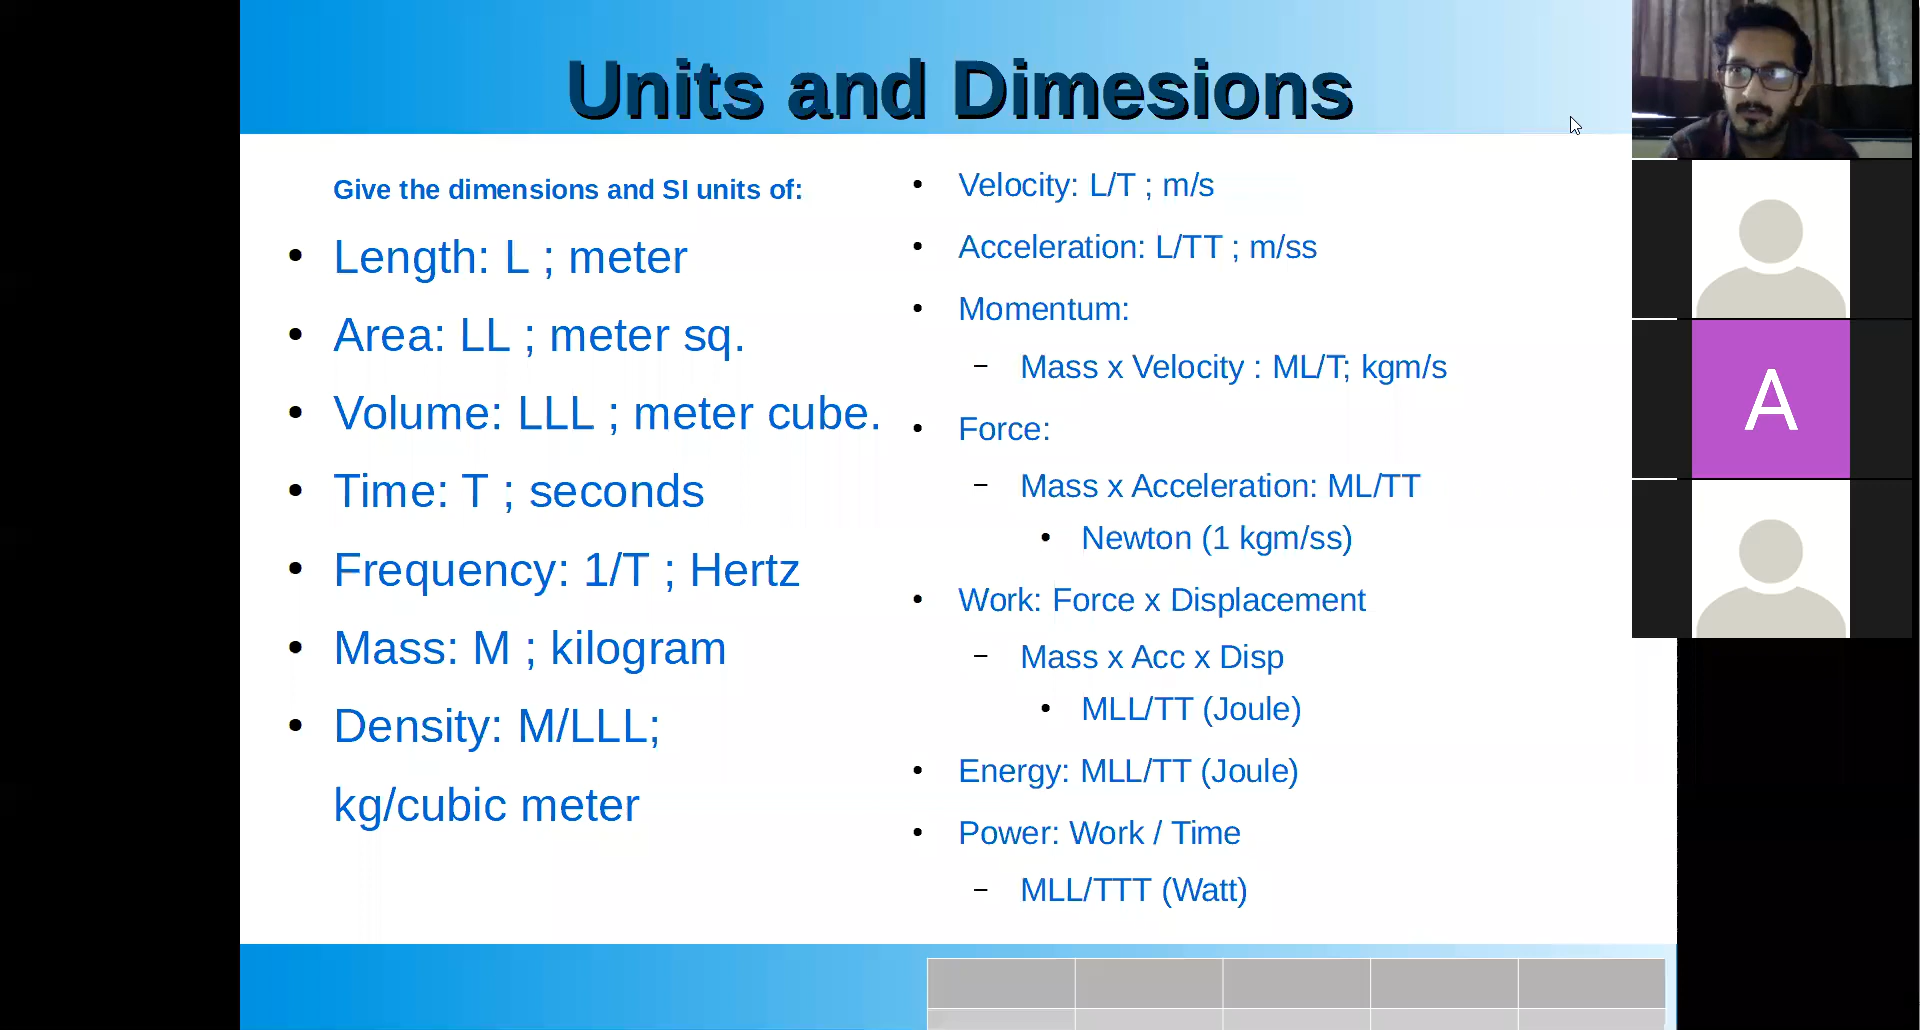 Units and Dimesions
Give the dimensions and SI units of:
• Length: L ; meter
• Area: LL ; meter sq.
• Volume: LLL ; meter cube.
• Time: T ; seconds
• Frequency: 1/T ; Hertz
• Mass: M ; kilogram
• Density: M/LLL;
kg/cubic meter
• Velocity: L/T ; m/s
• Acceleration: L/TT ; m/ss
• Momentum:
– Mass x Velocity : ML/T; kgm/s
• Force:
– Mass x Acceleration: ML/TT
• Newton (1 kgm/ss)
• Work: Force x Displacement
– Mass x Acc x Disp
• MLL/TT (Joule)
• Energy: MLL/TT (Joule)
• Power: Work / Time
– MLL/TTT (Watt)
A